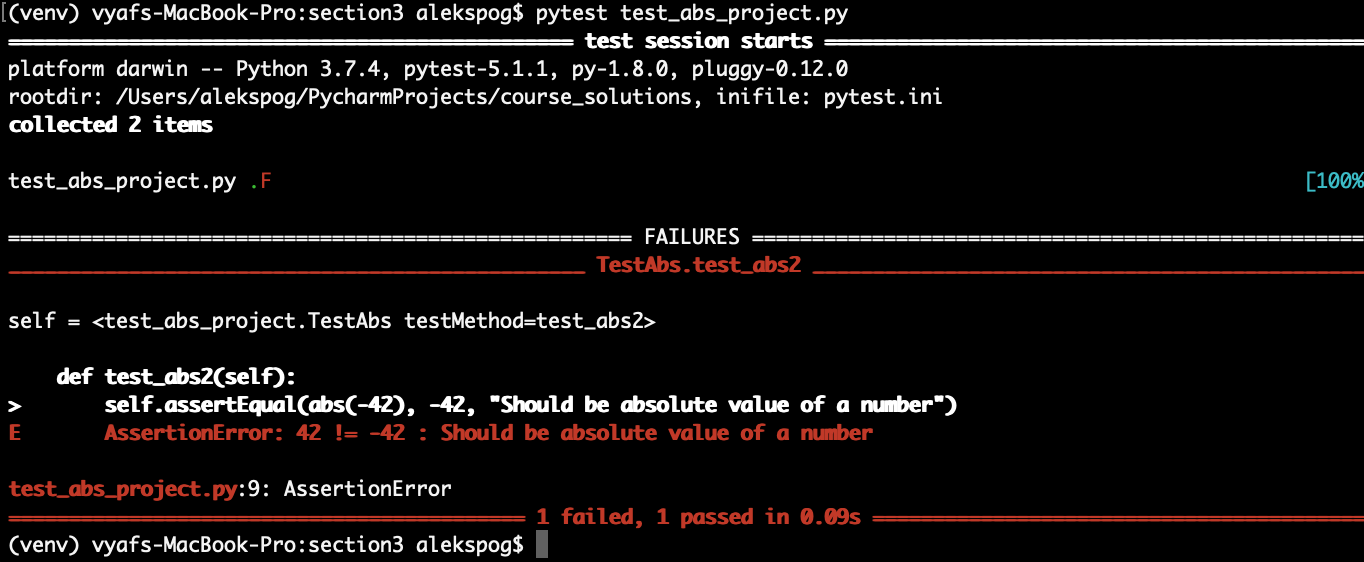 (venv) vyafs-MacBook-Pro:section3 alekspog$ pytest test_abs_project.py
=============================================== test session starts =============================================
platform darwin -- Python 3.7.4, pytest-5.1.1, py-1.8.0, pluggy-0.12.0
rootdir: /Users/alekspog/PycharmProjects/course_solutions, inifile: pytest.ini
collected 2 items
test_abs_project.py .F [100%
==================================================== FAILURES ===================================================
________________________________________________ TestAbs.test_abs2 ______________________________________________
self = <test_abs_project.TestAbs testMethod=test_abs2>
    def test_abs2(self):
>       self.assertEqual(abs(-42), -42, "Should be absolute value of a number")
E       AssertionError: 42 != -42 : Should be absolute value of a number
test_abs_project.py:9: AssertionError
=========================================== 1 failed, 1 passed in 0.09s =========================================
(venv) vyafs-MacBook-Pro:section3 alekspog$